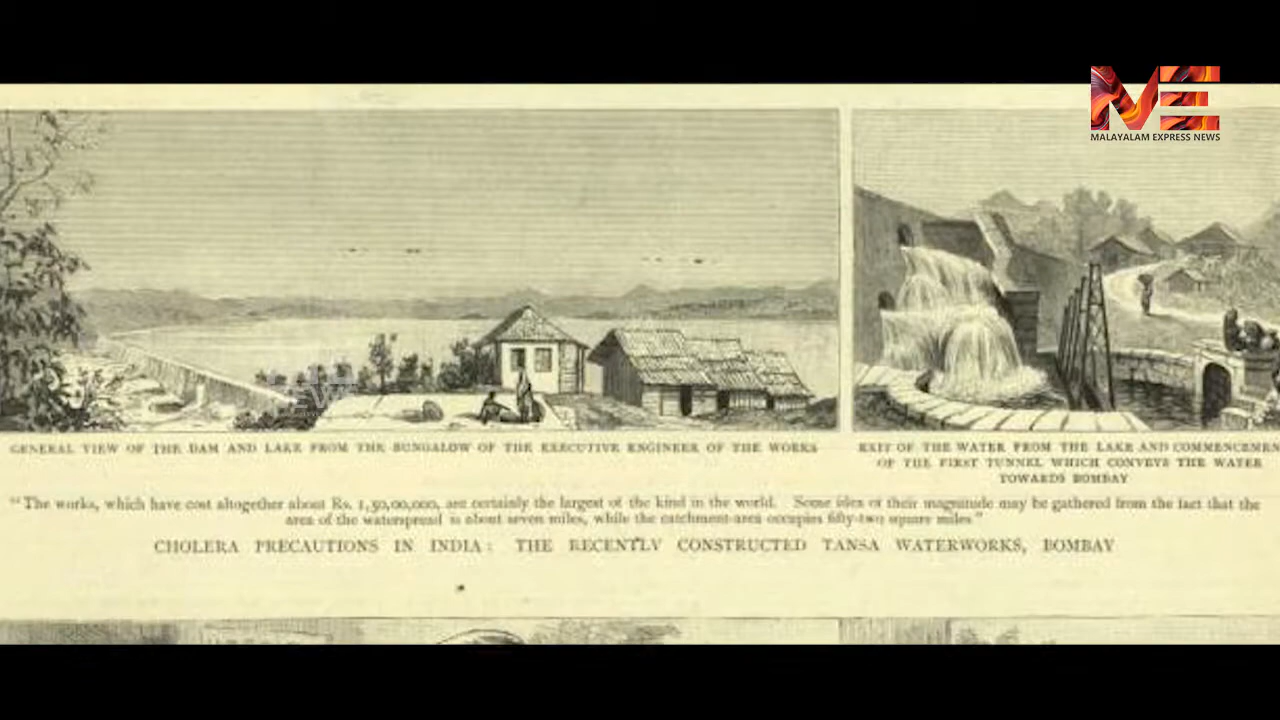 ME
MALAYALAM EXPRESS NEWS
GENERAL VIEW OF THE DAM AND LAKE FROM THE BUNGALOW OF THE EXECUTIVE ENGINEER OF THE WORKS
EXIT OF THE WATER FROM THE LAKE AND COMMENCEMEN
OF THE FIRST TUNNEL WHICH CONVEYS THE WATER
TOWARDS BOMBAY
"The works, which have cost altogether about Rs. 1,50,00,000, are certainly the largest of the kind in the world. Some idea of their magnitude may be gathered from the fact that the
area of the waterspread is about seven miles, while the catchment-area occupies fifty-two square miles"
CHOLERA PRECAUTIONS IN INDIA: THE RECENTLY CONSTRUCTED TANSA WATERWORKS, BOMBAY